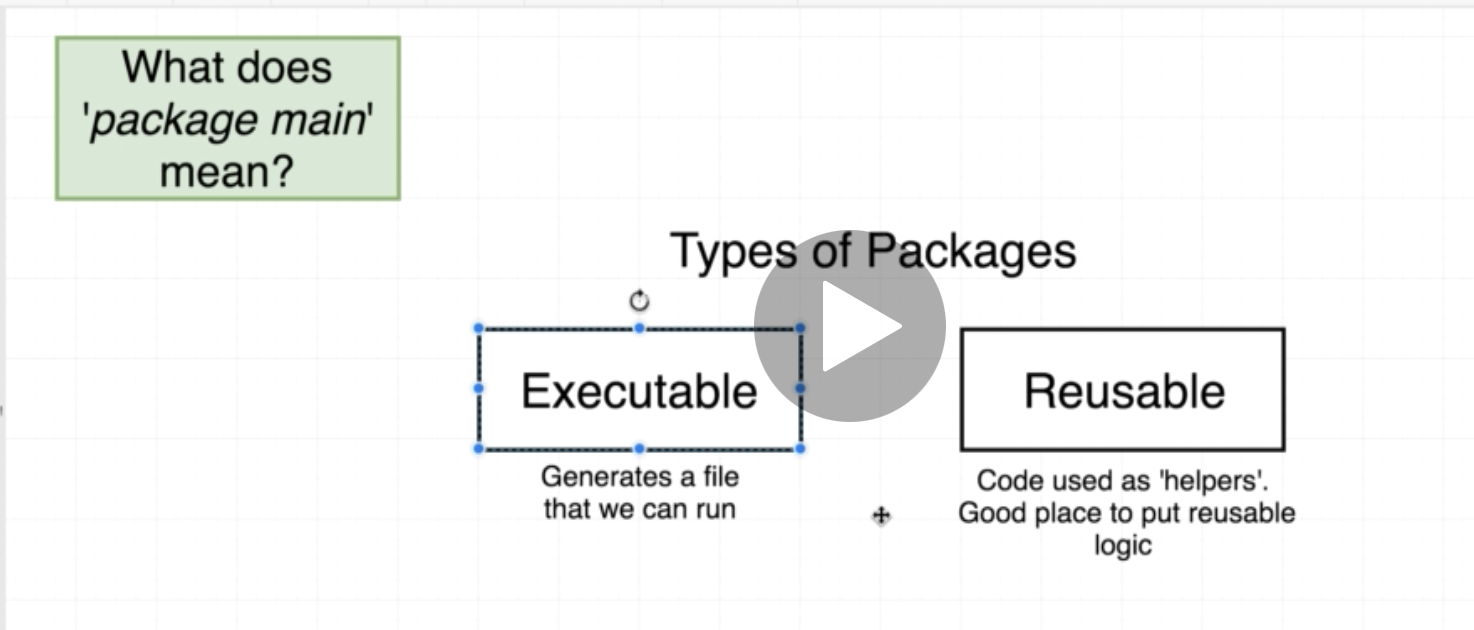 What does
'package main'
mean?
Types of Packages
Executable
Reusable
Generates a file
that we can run
Code used as 'helpers'.
Good place to put reusable
logic